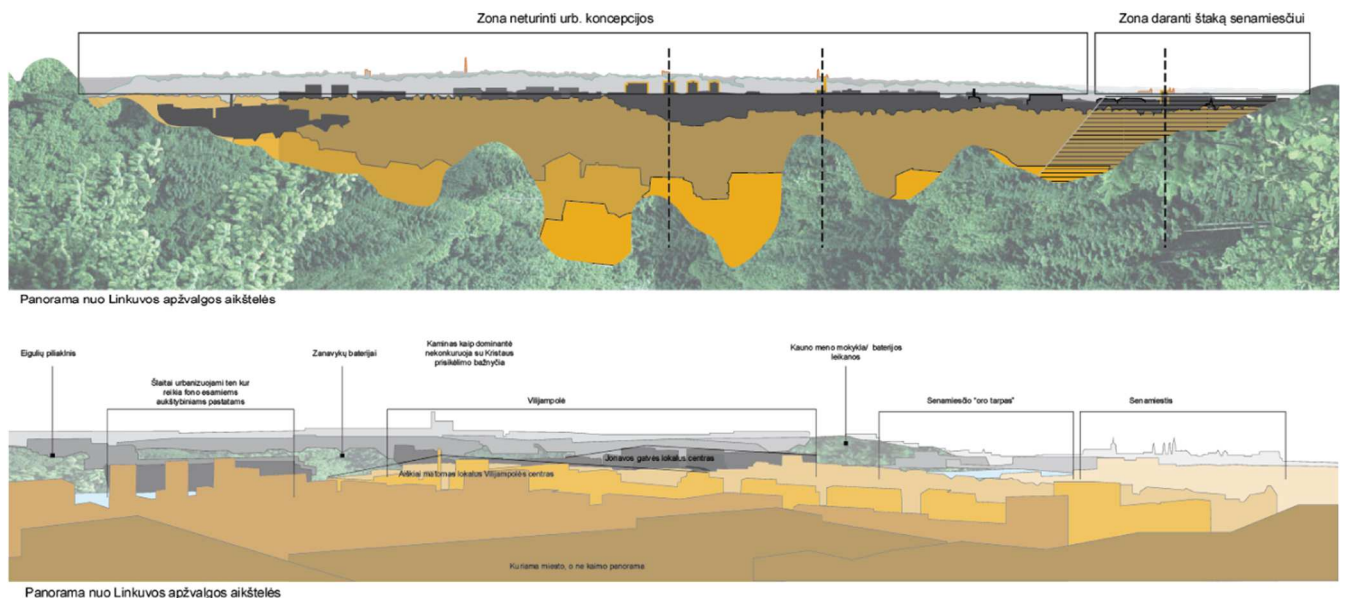 Zona neturinti urb. koncepcijos
Zona daranti štaką senamiesčiui
Panorama nuo Linkuvos apžvalgos aikštelės
Eigulių piliaklnis
Zanavykų baterijai
Kaminas kaip dominantė
nekonkuruoja su Kristaus
prisikėlimo bažnyčia
Kauno meno mokykla/ baterijos
leikanos
Šlaitai urbanizuojami ten kur
reikia fono esamiems
aukštybiniams pastatams
Vilijampolė
Senamiesčio "oro tarpas"
Senamiestis
Jonavos gatvės lokalus centras
Aiškiai matomas lokalus Vilijampolės centras
Kuriama miesto, o ne kaimo panorama
Panorama nuo Linkuvos apžvalgos aikštelės